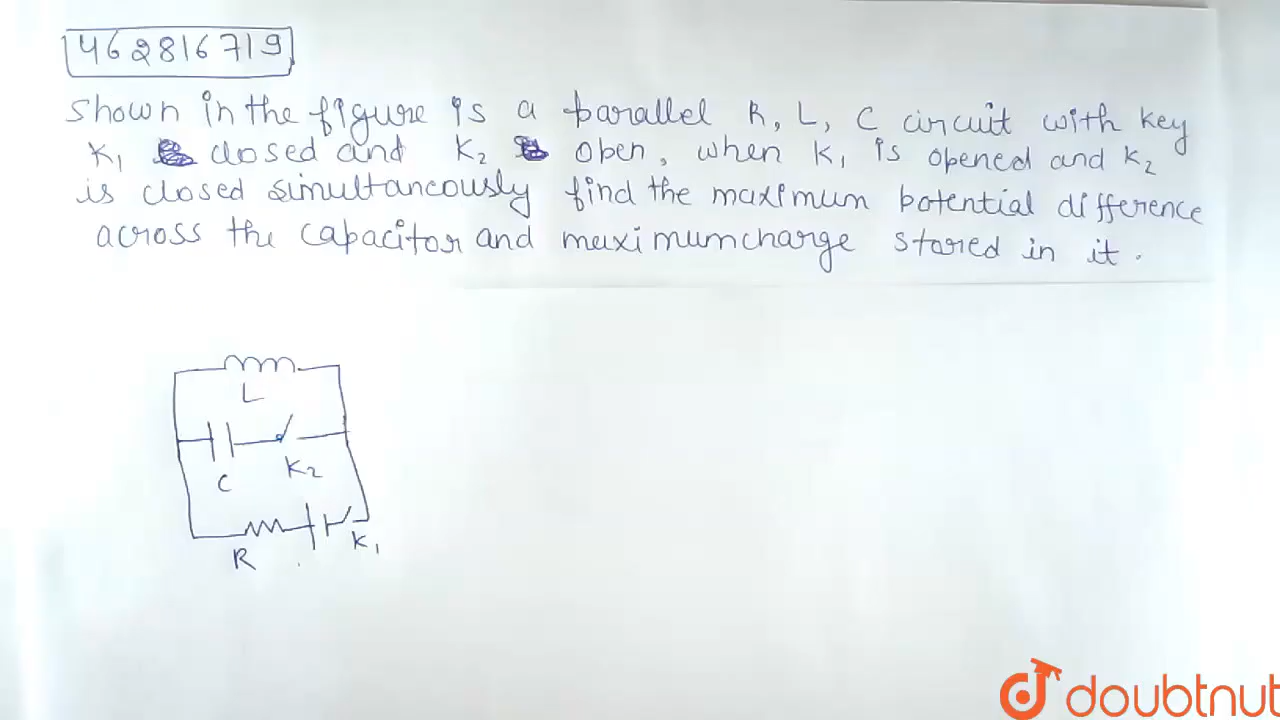 462816719
Shown in the figure is a parallel R, L, C circuit with key
K1 closed and K2 open, when K1 is opened and K2
is closed simultaneously find the maximum potential difference
across the capacitor and maximum charge stored in it.
L
K2
C
K1
R
doubtnut